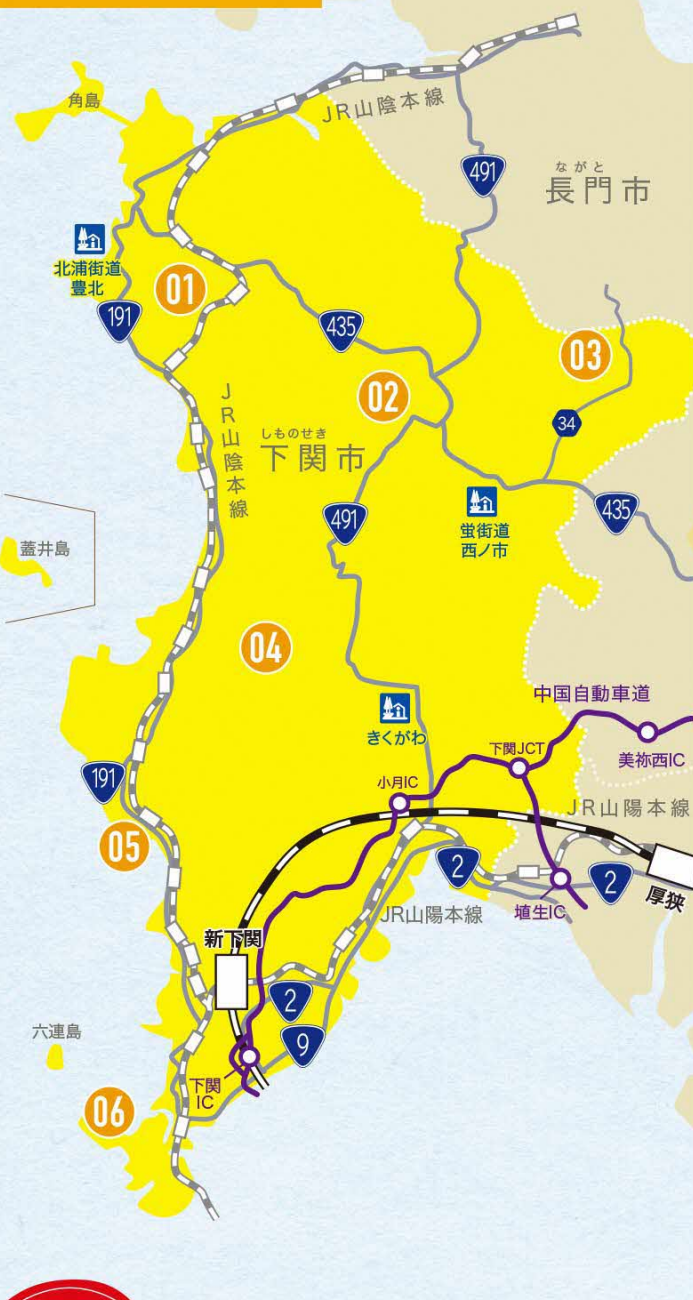 角島
JR山陰本線
491
ながと
長門市
北浦街道
豊北
01
191
435
03
02
34
JR山陰本線
しものせき
下関市
491
蛍街道
西ノ市
435
蓋井島
04
中国自動車道
きくがわ
下関JCT
美祢西IC
小月IC
191
JR山陽本線
05
2
2
厚狭
埴生IC
JR山陽本線
新下関
2
9
六連島
下関
IC
06